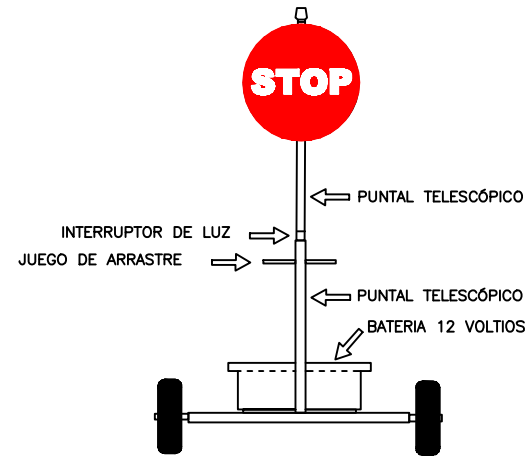 STOP
PUNTAL TELESCÓPICO
INTERRUPTOR DE LUZ
JUEGO DE ARRASTRE
PUNTAL TELESCÓPICO
BATERIA 12 VOLTIOS